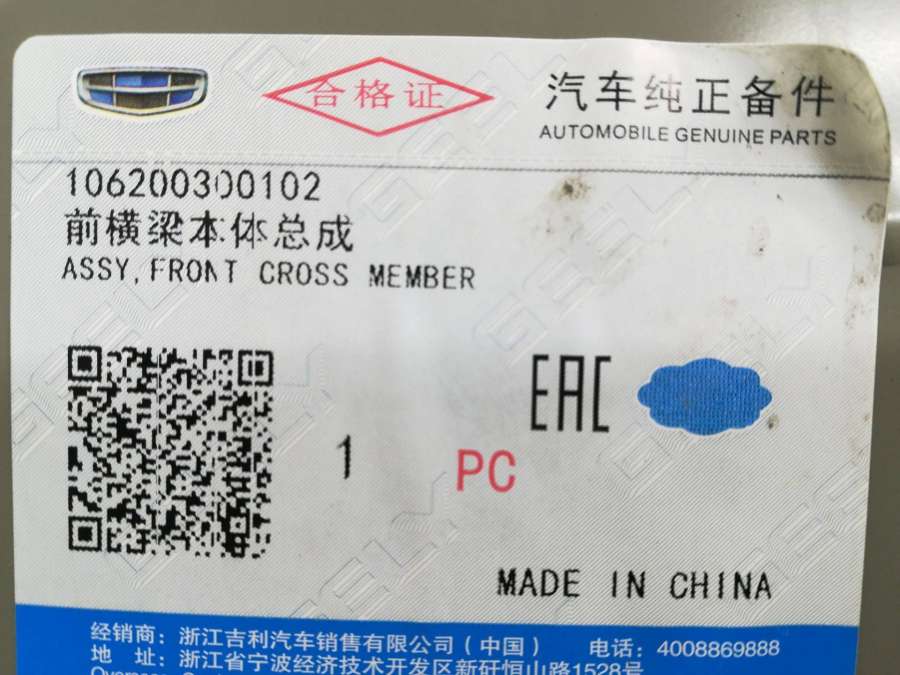 合格证
汽车纯正备件
AUTOMOBILE GENUINE PARTS
106200300102
前横梁本体总成
ASSY,FRONT CROSS MEMBER
EAC
1 PC
MADE IN CHINA
经销商：浙江吉利汽车销售有限公司（中国） 电话：4008869888
地 址：浙江省宁波经济技术开发区新矸恒山路1528号
GEELY